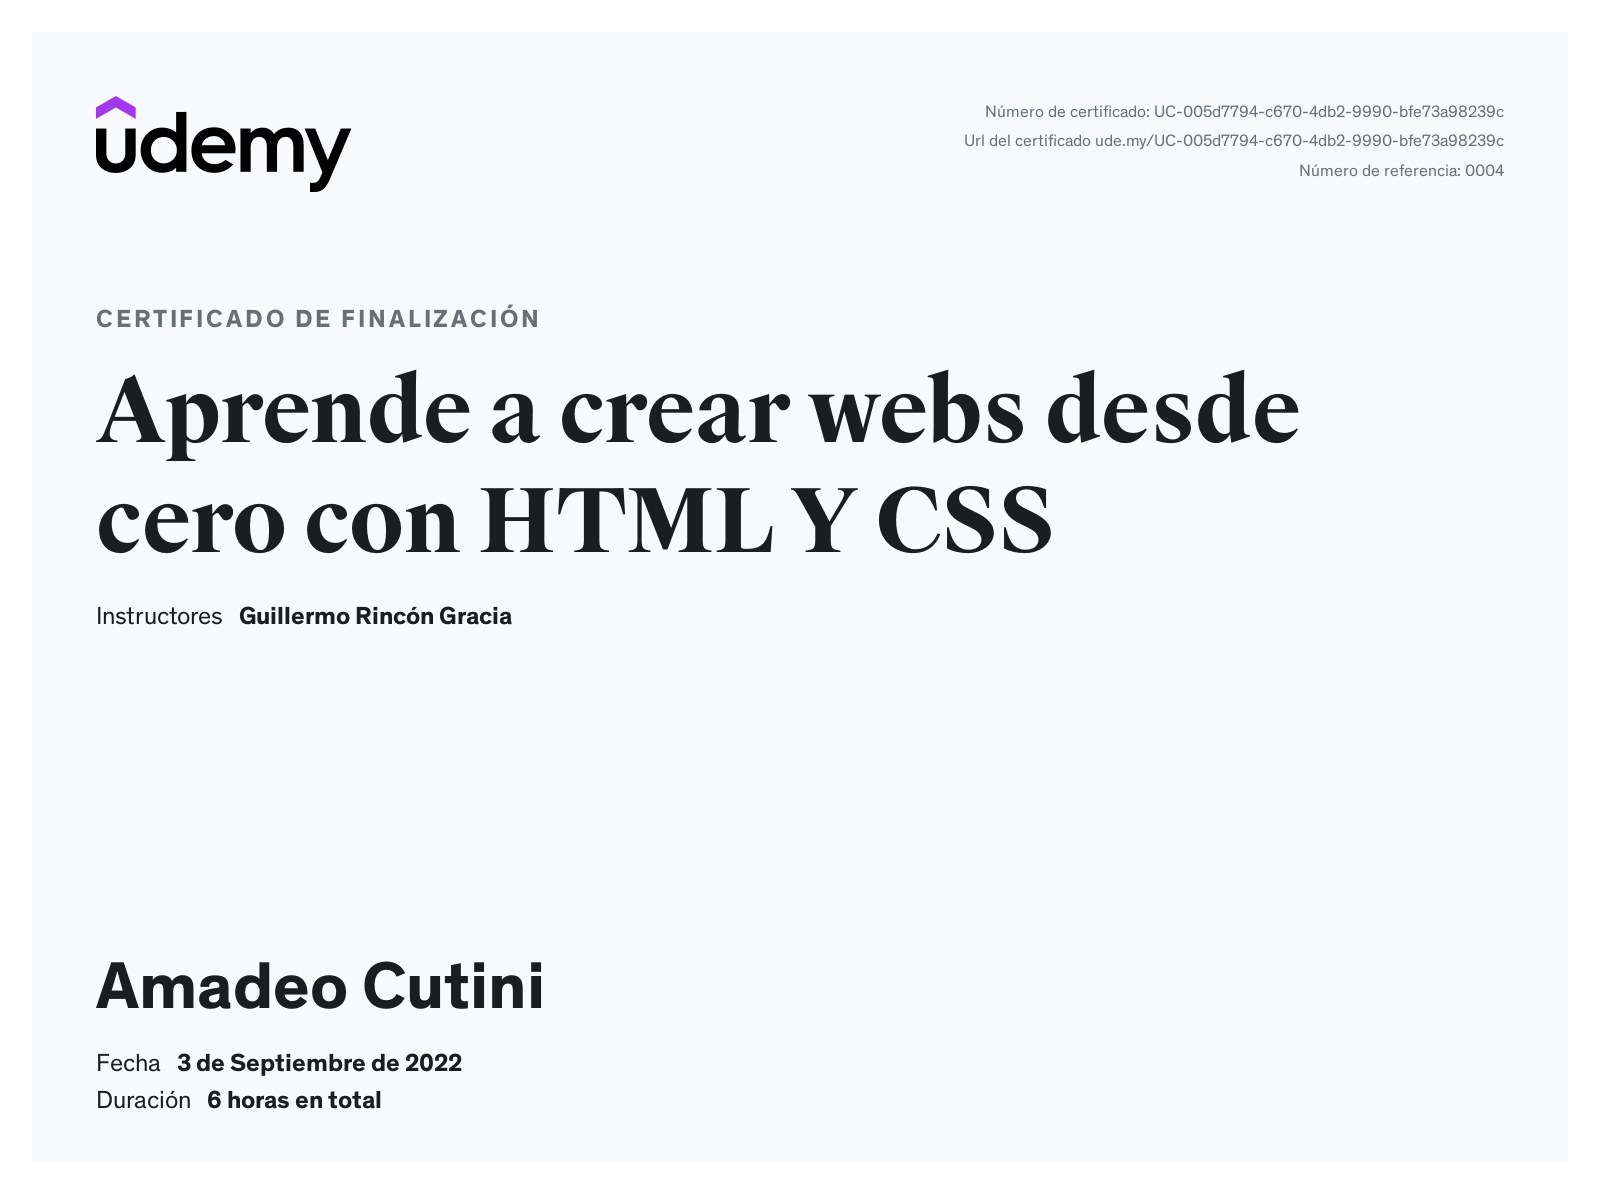 udemy
Número de certificado: UC-005d7794-c670-4db2-9990-bfe73a98239c
Url del certificado ude.my/UC-005d7794-c670-4db2-9990-bfe73a98239c
Número de referencia: 0004
CERTIFICADO DE FINALIZACIÓN
Aprende a crear webs desde
cero con HTML Y CSS
Instructores Guillermo Rincón Gracia
Amadeo Cutini
Fecha 3 de Septiembre de 2022
Duración 6 horas en total